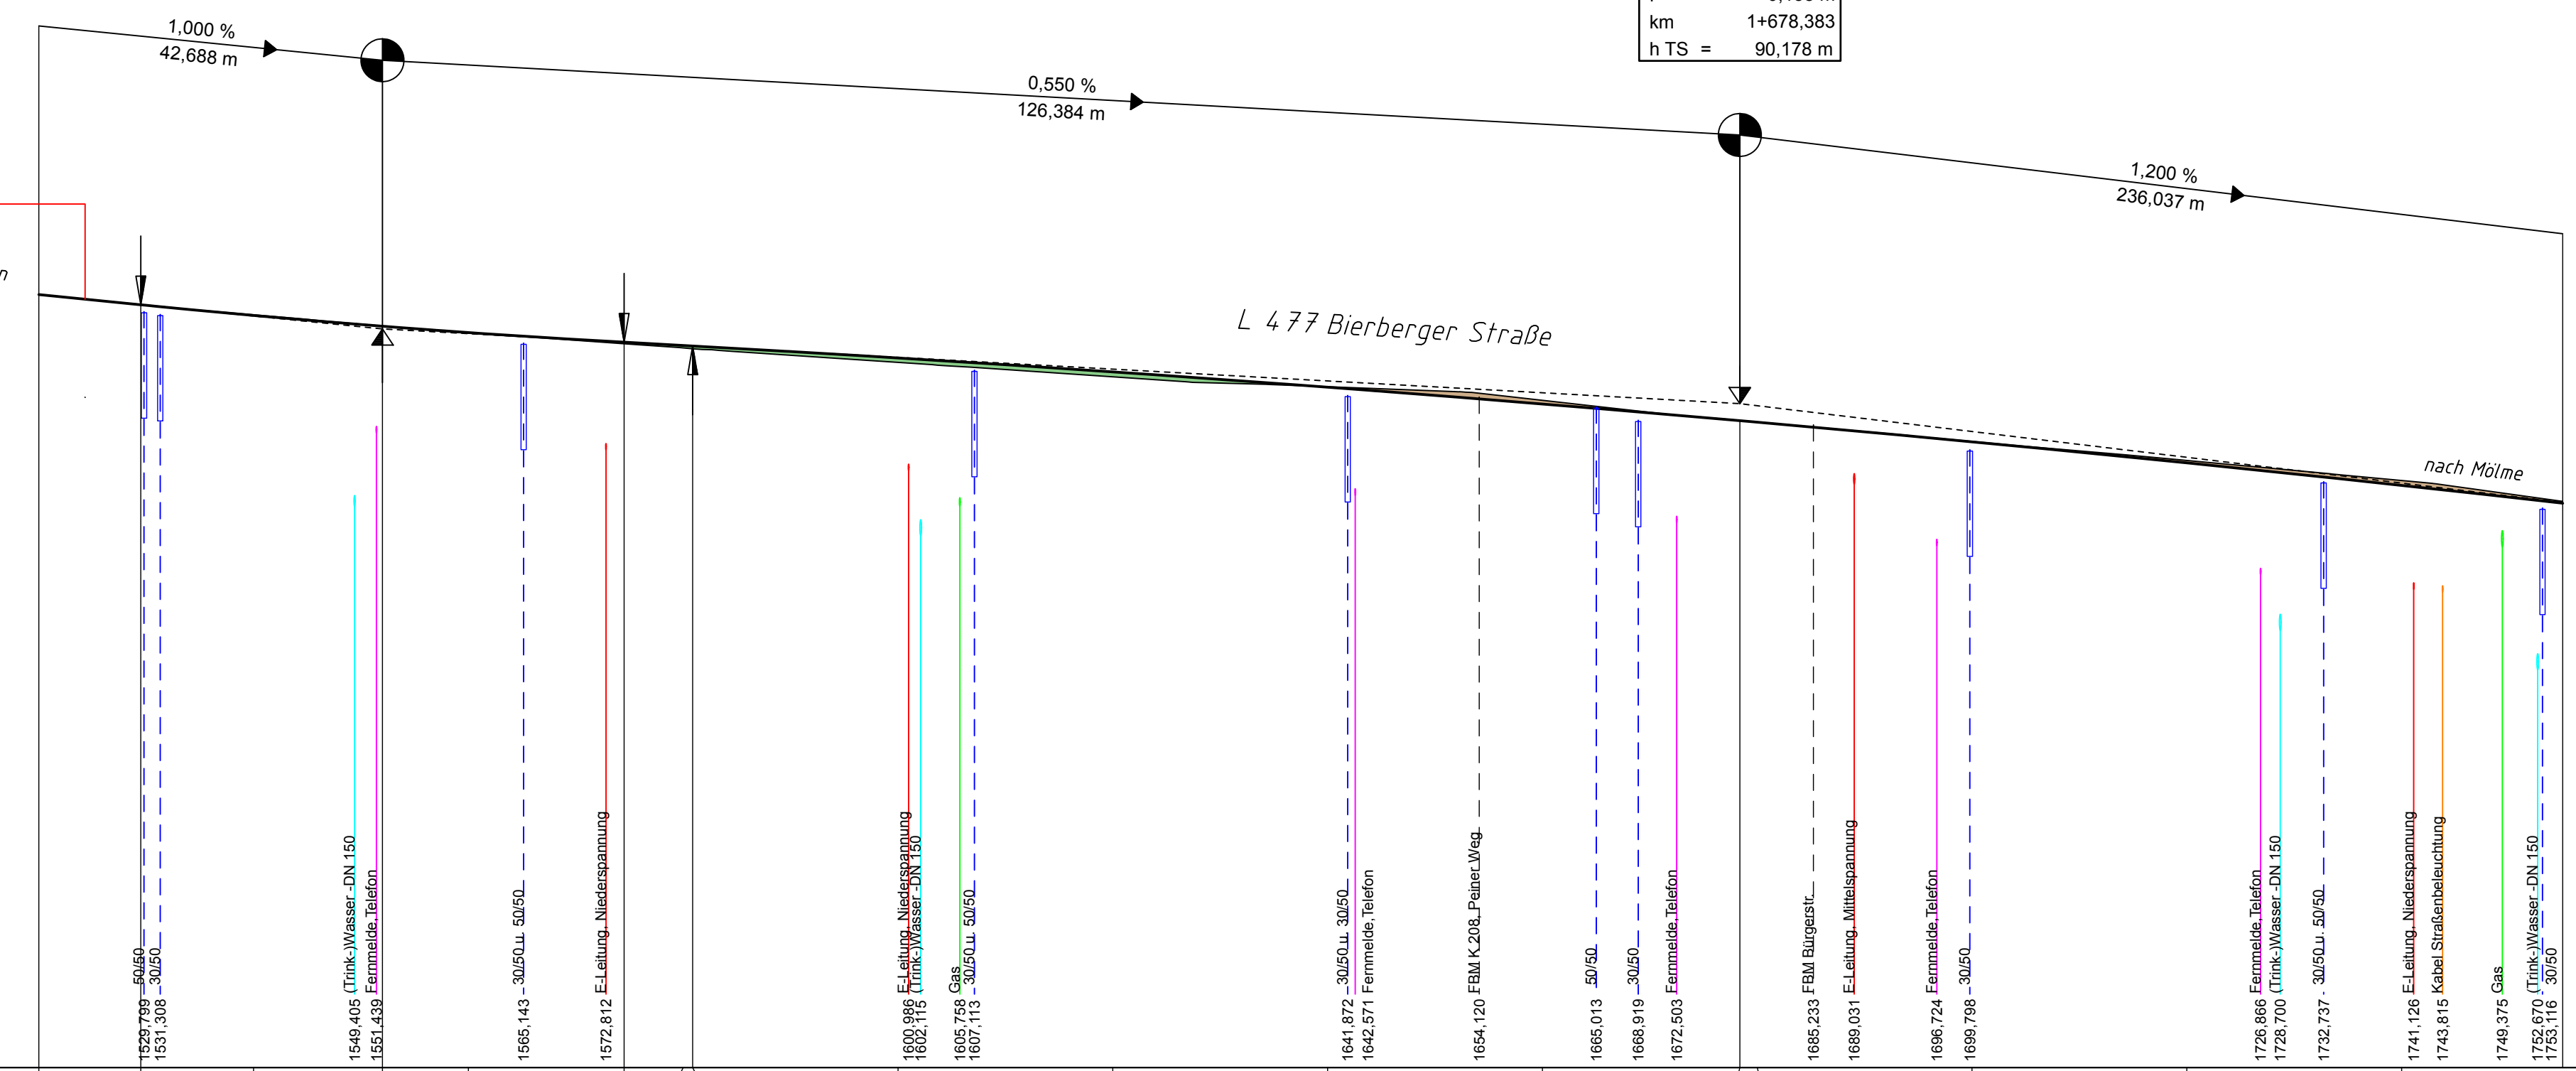 km 1+678,383
h TS = 90,178 m
1,000 %
42,688 m
0,550 %
126,384 m
1,200 %
236,037 m
L 477 Bierberger Straße
nach Mölme
50/50
1529,799
30/50
1531,308
(Trink-)Wasser -DN 150
1549,405
Fernmelde,Telefon
1551,439
30/50 u. 50/50
1565,143
E-Leitung, Niederspannung
1572,812
E-Leitung, Niederspannung
1600,986
(Trink-)Wasser -DN 150
1602,115
Gas
1605,758
30/50 u. 50/50
1607,113
30/50 u. 30/50
1641,872
Fernmelde,Telefon
1642,571
FBM K 208, Peiner Weg
1654,120
50/50
1665,013
30/50
1668,919
Fernmelde,Telefon
1672,503
FBM Bürgerstr.
1685,233
E-Leitung, Mittelspannung
1689,031
Fernmelde,Telefon
1696,724
30/50
1699,798
Fernmelde,Telefon
1726,866
(Trink-)Wasser -DN 150
1728,700
30/50 u. 50/50
1732,737
E-Leitung, Niederspannung
1741,126
Kabel Straßenbeleuchtung
1743,815
Gas
1749,375
(Trink-)Wasser -DN 150
1752,670
30/50
1753,116